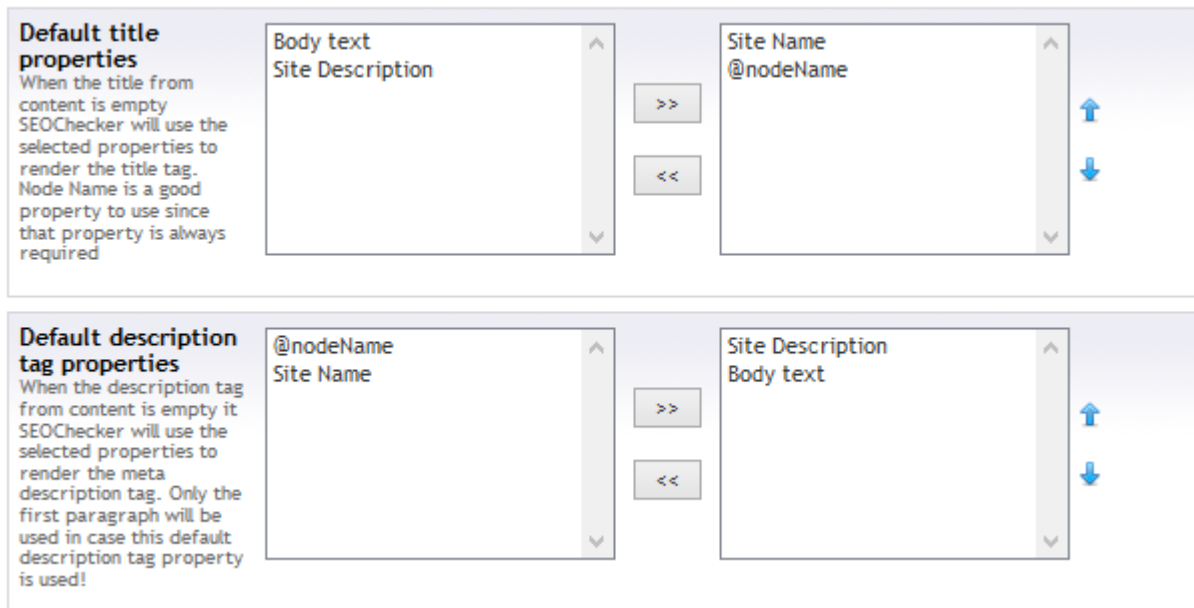 Default title
properties
When the title from
content is empty
SEOChecker will use the
selected properties to
render the title tag.
Node Name is a good
property to use since
that property is always
required
Body text
Site Description
>>
<<
Site Name
@nodeName
Default description
tag properties
When the description tag
from content is empty it
SEOChecker will use the
selected properties to
render the meta
description tag. Only the
first paragraph will be
used in case this default
description tag property
is used!
@nodeName
Site Name
>>
<<
Site Description
Body text